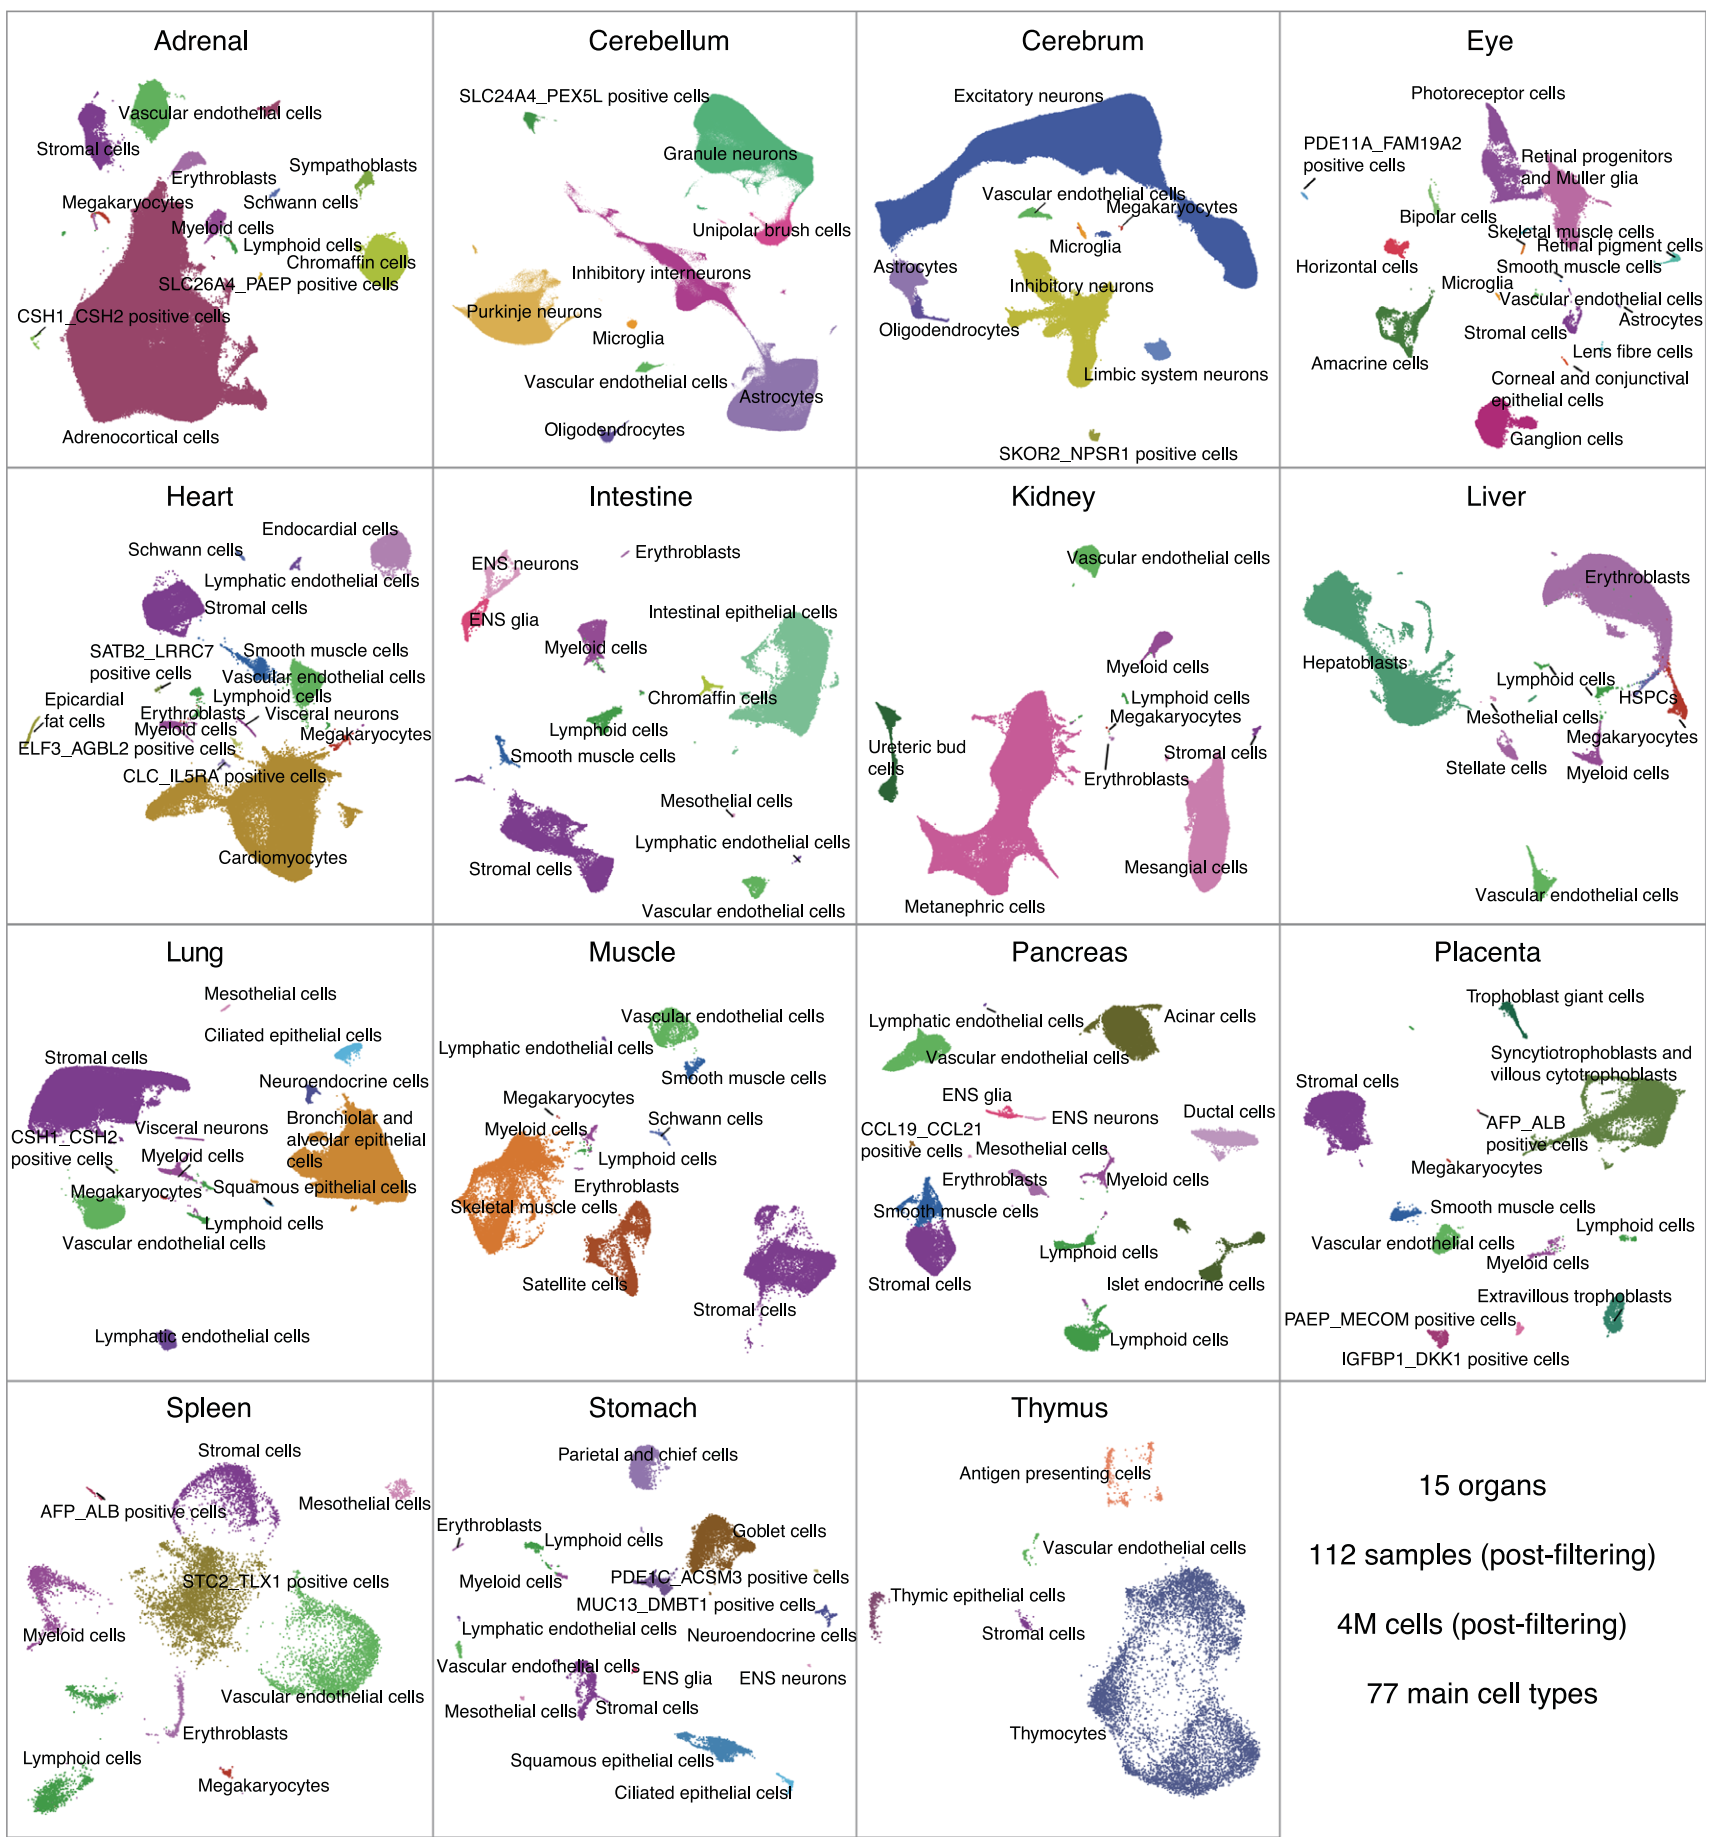 Adrenal
Vascular endothelial cells
Stromal cells
Sympathoblasts
Erythroblasts
Megakaryocytes
Schwann cells
Myeloid cells
Lymphoid cells
Chromaffin cells
SLC26A4_PAEP positive cells
CSH1_CSH2 positive cells
Adrenocortical cells
Cerebellum
SLC24A4_PEX5L positive cells
Granule neurons
Unipolar brush cells
Inhibitory interneurons
Purkinje neurons
Microglia
Vascular endothelial cells
Astrocytes
Oligodendrocytes
Cerebrum
Excitatory neurons
Vascular endothelial cells
Megakaryocytes
Microglia
Astrocytes
Inhibitory neurons
Oligodendrocytes
Limbic system neurons
SKOR2_NPSR1 positive cells
Eye
Photoreceptor cells
PDE11A_FAM19A2
positive cells
Retinal progenitors
and Muller glia
Bipolar cells
Skeletal muscle cells
Retinal pigment cells
Horizontal cells
Smooth muscle cells
Microglia
Vascular endothelial cells
Astrocytes
Stromal cells
Lens fibre cells
Amacrine cells
Corneal and conjunctival
epithelial cells
Ganglion cells
Heart
Endocardial cells
Schwann cells
Lymphatic endothelial cells
Stromal cells
SATB2_LRRC7
positive cells
Smooth muscle cells
Vascular endothelial cells
Epicardial
fat cells
Lymphoid cells
Erythroblasts
Visceral neurons
Myeloid cells
Megakaryocytes
ELF3_AGBL2 positive cells
CLC_IL5RA positive cells
Cardiomyocytes
Intestine
Erythroblasts
ENS neurons
Intestinal epithelial cells
ENS glia
Myeloid cells
Chromaffin cells
Lymphoid cells
Smooth muscle cells
Mesothelial cells
Lymphatic endothelial cells
Stromal cells
Vascular endothelial cells
Kidney
Vascular endothelial cells
Myeloid cells
Lymphoid cells
Megakaryocytes
Ureteric bud
cells
Stromal cells
Erythroblasts
Mesangial cells
Metanephric cells
Liver
Erythroblasts
Hepatoblasts
Lymphoid cells
HSPCs
Mesothelial cells
Megakaryocytes
Stellate cells
Myeloid cells
Vascular endothelial cells
Lung
Mesothelial cells
Ciliated epithelial cells
Stromal cells
Neuroendocrine cells
Bronchiolar and
alveolar epithelial
cells
CSH1_CSH2
positive cells
Visceral neurons
Myeloid cells
Megakaryocytes
Squamous epithelial cells
Lymphoid cells
Vascular endothelial cells
Lymphatic endothelial cells
Muscle
Vascular endothelial cells
Lymphatic endothelial cells
Smooth muscle cells
Megakaryocytes
Schwann cells
Myeloid cells
Lymphoid cells
Erythroblasts
Skeletal muscle cells
Satellite cells
Stromal cells
Pancreas
Lymphatic endothelial cells
Acinar cells
Vascular endothelial cells
ENS glia
ENS neurons
Ductal cells
CCL19_CCL21
positive cells
Mesothelial cells
Erythroblasts
Myeloid cells
Smooth muscle cells
Lymphoid cells
Stromal cells
Islet endocrine cells
Lymphoid cells
Placenta
Trophoblast giant cells
Syncytiotrophoblasts and
villous cytotrophoblasts
Stromal cells
AFP_ALB
positive cells
Megakaryocytes
Smooth muscle cells
Lymphoid cells
Vascular endothelial cells
Myeloid cells
Extravillous trophoblasts
PAEP_MECOM positive cells
IGFBP1_DKK1 positive cells
Spleen
Stromal cells
AFP_ALB positive cells
Mesothelial cells
STC2_TLX1 positive cells
Myeloid cells
Vascular endothelial cells
Erythroblasts
Lymphoid cells
Megakaryocytes
Stomach
Parietal and chief cells
Erythroblasts
Lymphoid cells
Goblet cells
Myeloid cells
PDE1C_ACSM3 positive cells
MUC13_DMBT1 positive cells
Lymphatic endothelial cells
Neuroendocrine cells
Vascular endothelial cells
ENS glia
ENS neurons
Mesothelial cells
Stromal cells
Squamous epithelial cells
Ciliated epithelial celsl
Thymus
Antigen presenting cells
Vascular endothelial cells
Thymic epithelial cells
Stromal cells
Thymocytes
15 organs
112 samples (post-filtering)
4M cells (post-filtering)
77 main cell types